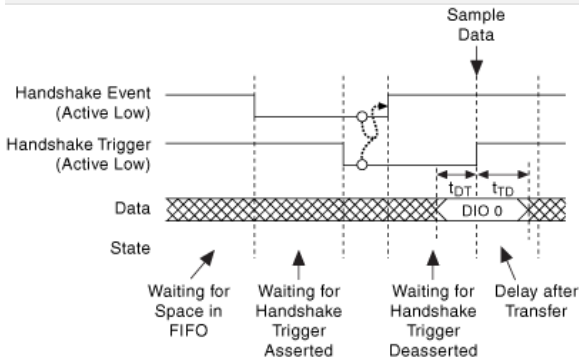 Sample
Data
Handshake Event
(Active Low)
Handshake Trigger
(Active Low)
tDT
tTD
Data
DIO 0
State
Waiting for
Space in
FIFO
Waiting for
Handshake
Trigger
Asserted
Waiting for
Handshake
Trigger
Deasserted
Delay after
Transfer